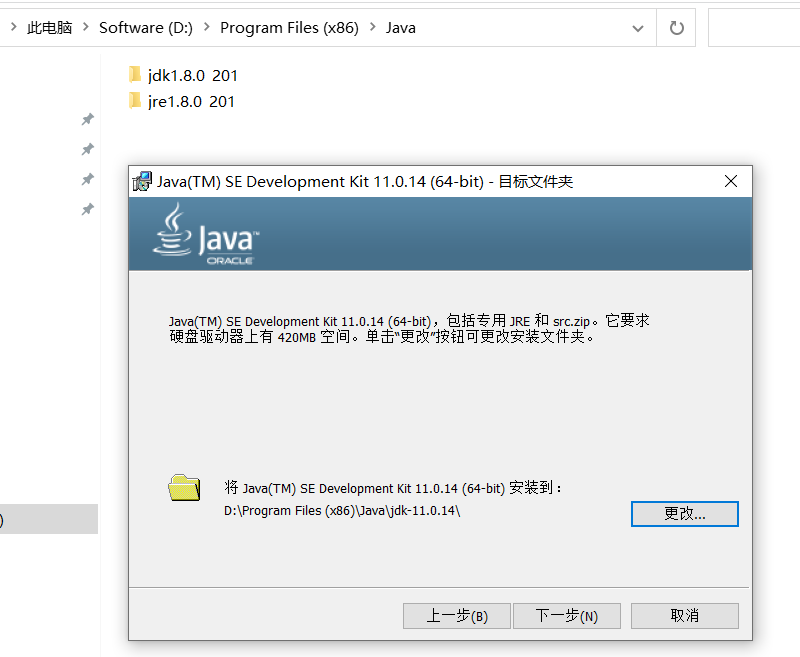 此电脑 > Software (D:) > Program Files (x86) > Java
jdk1.8.0_201
jre1.8.0_201
Java(TM) SE Development Kit 11.0.14 (64-bit) - 目标文件夹
Java™
ORACLE
Java(TM) SE Development Kit 11.0.14 (64-bit)，包括专用 JRE 和 src.zip。它要求
硬盘驱动器上有 420MB 空间。单击“更改”按钮可更改安装文件夹。
将 Java(TM) SE Development Kit 11.0.14 (64-bit) 安装到：
D:\Program Files (x86)\Java\jdk-11.0.14\
更改...
)
上一步(B) 下一步(N) 取消